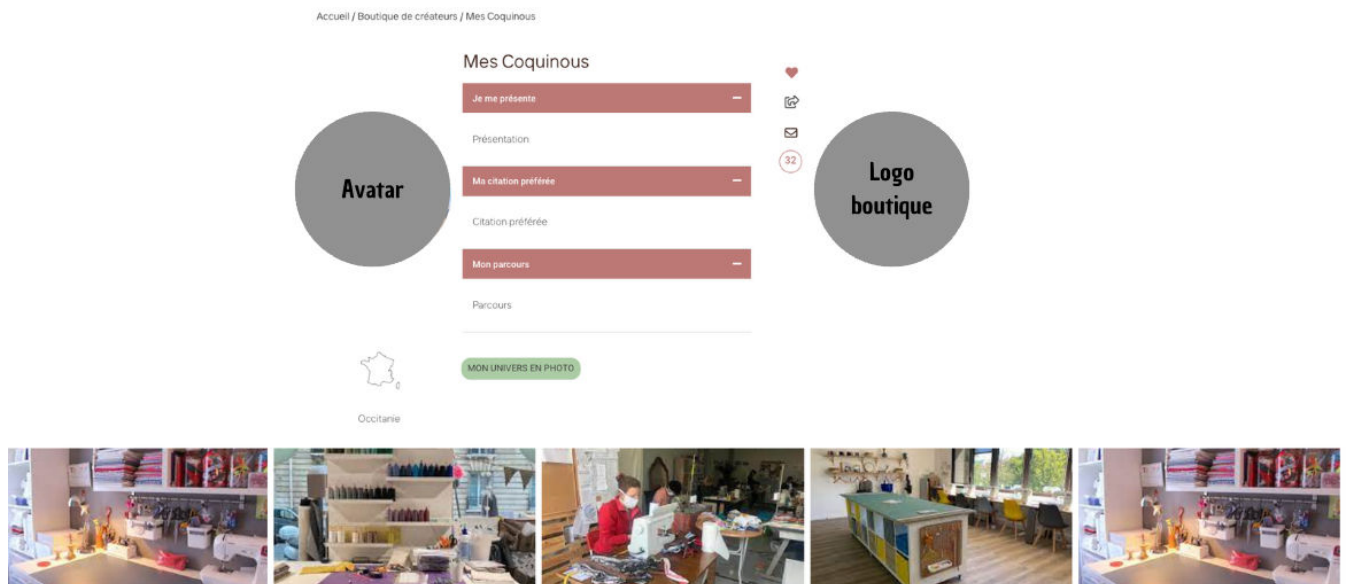 Accueil / Boutique de créateurs / Mes Coquinous
Mes Coquinous
Je me présente
Présentation
Ma citation préférée
Citation préférée
Mon parcours
Parcours
MON UNIVERS EN PHOTO
Avatar
Occitanie
32
Logo
boutique